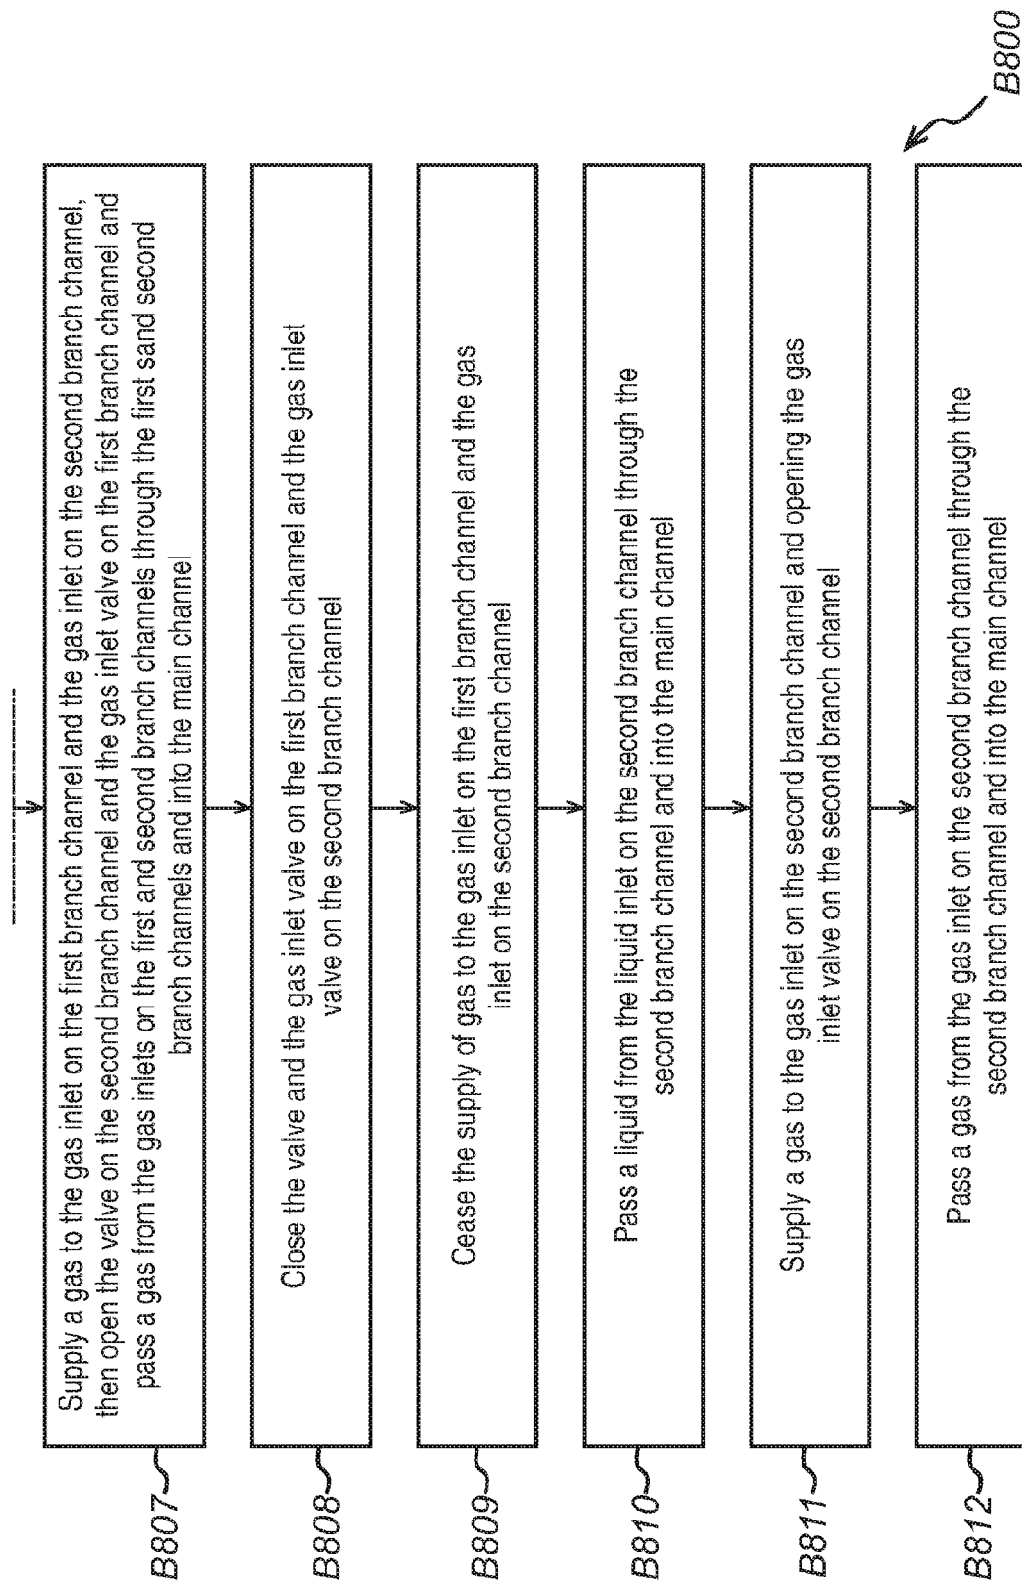 B800
B807
Supply a gas to the gas inlet on the first branch channel and the gas inlet on the second branch channel,
then open the valve on the second branch channel and the gas inlet valve on the first branch channel and
pass a gas from the gas inlets on the first and second branch channels through the first sand second
branch channels and into the main channel
B808
Close the valve and the gas inlet valve on the first branch channel and the gas inlet
valve on the second branch channel
B809
Cease the supply of gas to the gas inlet on the first branch channel and the gas
inlet on the second branch channel
B810
Pass a liquid from the liquid inlet on the second branch channel through the
second branch channel and into the main channel
B811
Supply a gas to the gas inlet on the second branch channel and opening the gas
inlet valve on the second branch channel
B812
Pass a gas from the gas inlet on the second branch channel through the
second branch channel and into the main channel